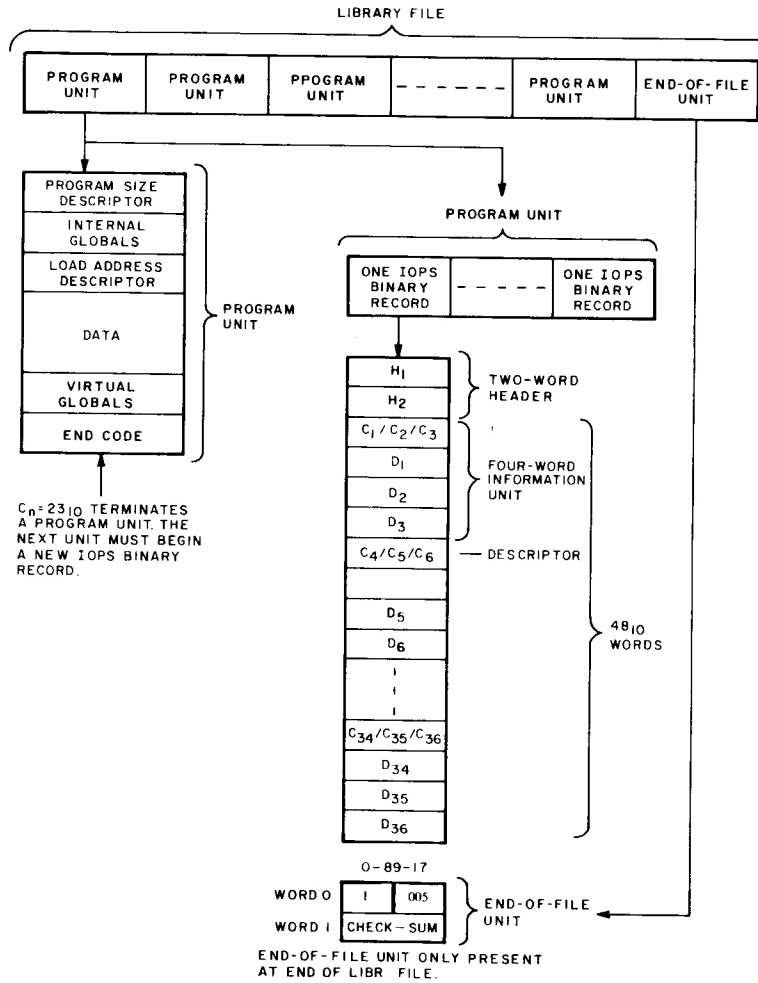 LIBRARY FILE
PROGRAM UNIT
PROGRAM UNIT
PPOGRAM UNIT
PROGRAM UNIT
END-OF-FILE UNIT
PROGRAM SIZE DESCRIPTOR
INTERNAL GLOBALS
LOAD ADDRESS DESCRIPTOR
DATA
VIRTUAL GLOBALS
END CODE
PROGRAM UNIT
Cn=23₁₀ TERMINATES
A PROGRAM UNIT. THE
NEXT UNIT MUST BEGIN
A NEW IOPS BINARY
RECORD.
PROGRAM UNIT
ONE IOPS BINARY RECORD
ONE IOPS BINARY RECORD
H₁
H₂
TWO-WORD HEADER
C₁/C₂/C₃
D₁
D₂
D₃
FOUR-WORD INFORMATION UNIT
C₄/C₅/C₆
DESCRIPTOR
D₅
D₆
C₃₄/C₃₅/C₃₆
D₃₄
D₃₅
D₃₆
48₁₀ WORDS
0-89-17
WORD 0 1 005
WORD 1 CHECK-SUM
END-OF-FILE UNIT
END-OF-FILE UNIT ONLY PRESENT
AT END OF LIBR FILE.